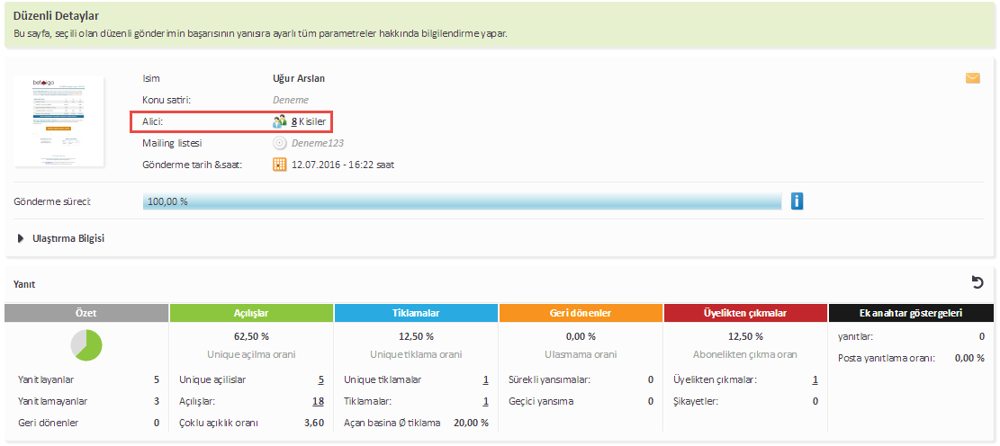 Düzenli Detaylar
Bu sayfa, seçili olan düzenli gönderimin başarısının yanısıra ayarlı tüm parametreler hakkında bilgilendirme yapar.
Isim Uğur Arslan
Konu satiri: Deneme
Alici: 8 Kisiler
Mailing listesi Deneme123
Gönderme tarih &saat: 12.07.2016 - 16:22 saat
Gönderme süreci: 100,00 %
Ulaştırma Bilgisi
Yanıt
Özet Açılışlar Tiklamalar Geri dönenler Üyelikten çıkmalar Ek anahtar göstergeleri
62,50 % 12,50 % 0,00 % 12,50 % yanıtlar: 0
Unique açilma orani Unique tiklama orani Ulasmama orani Abonelikten çıkma oran Posta yanıtlama oranı: 0,00 %
Yanitlayanlar 5 Unique açilislar 5 Unique tiklamalar 1 Sürekli yansımalar: 0 Üyelikten çıkmalar: 1
Yanitlamayanlar 3 Açılışlar: 18 Tiklamalar: 1 Geçici yansıma 0 Şikayetler: 0
Geri dönenler 0 Çoklu açıklık oranı 3,60 Açan basina Ø tiklama 20,00 %